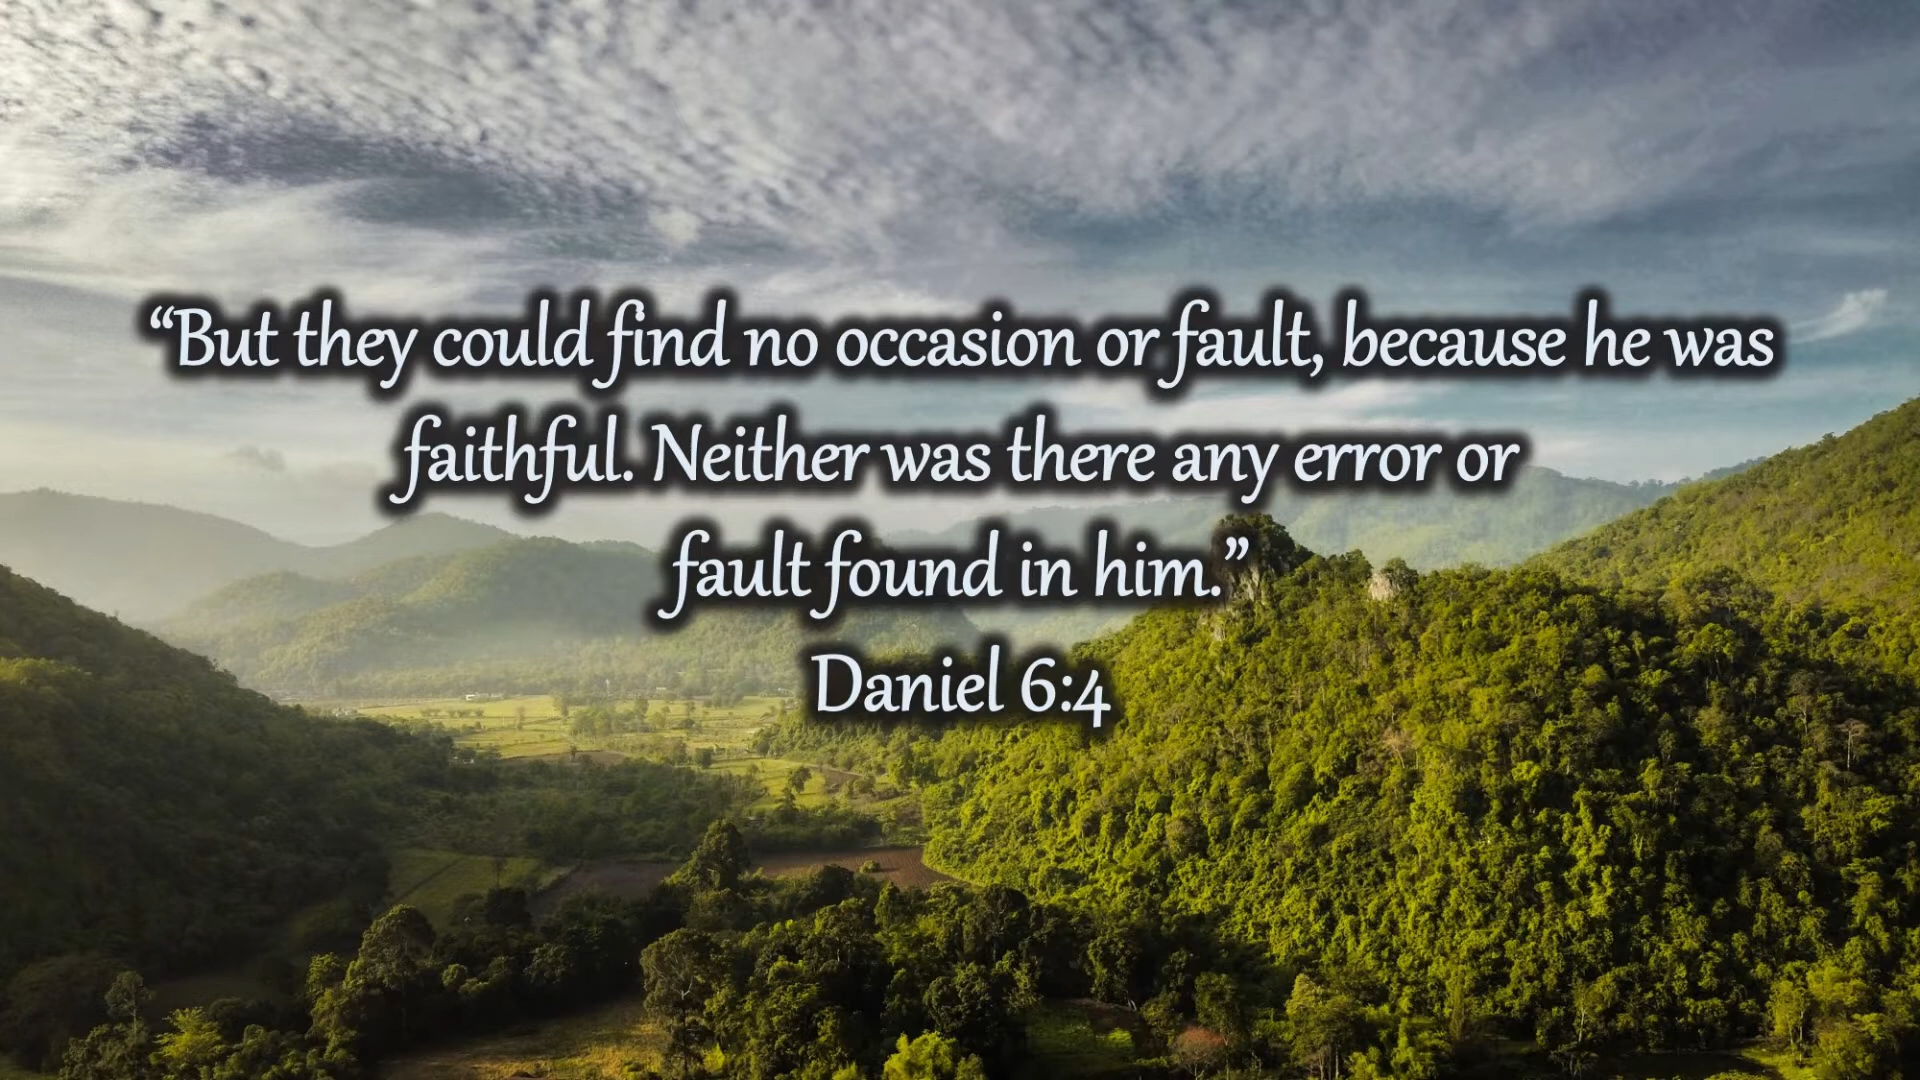 “But they could find no occasion or fault, because he was
faithful. Neither was there any error or
fault found in him.”
Daniel 6:4